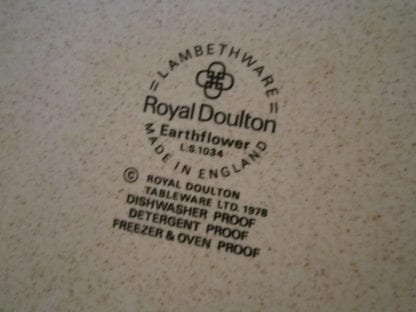 =LAMBETHWARE=
Royal Doulton
Earthflower
L.S.1034
MADE IN ENGLAND
© ROYAL DOULTON
TABLEWARE LTD. 1978
DISHWASHER PROOF
DETERGENT PROOF
FREEZER & OVEN PROOF